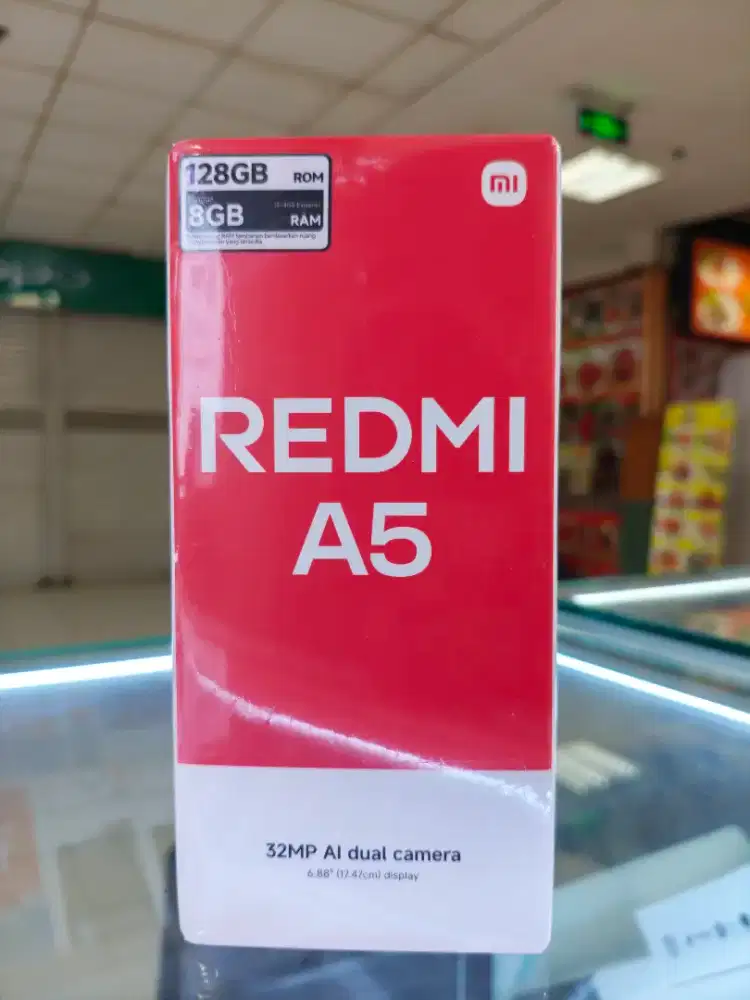 128GB ROM
8GB RAM
mi
REDMI
A5
32MP AI dual camera
6.88" (17.47cm) display